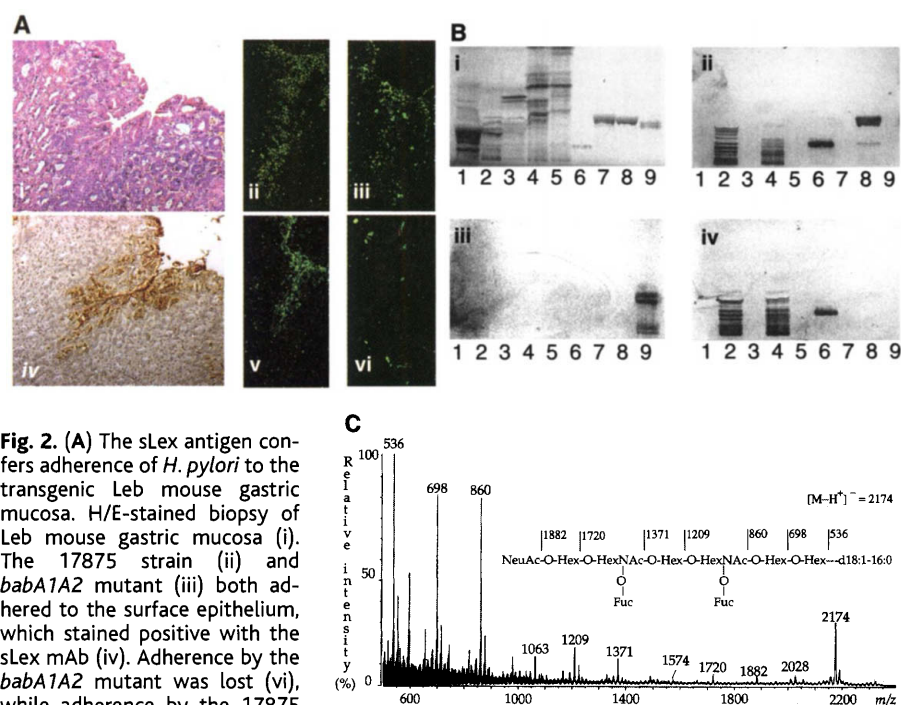 A
B
i
ii
iii
iv
v
vi
i
ii
1 2 3 4 5 6 7 8 9
1 2 3 4 5 6 7 8 9
iii
iv
1 2 3 4 5 6 7 8 9
1 2 3 4 5 6 7 8 9
Fig. 2. (A) The sLex antigen con-
fers adherence of H. pylori to the
transgenic Leb mouse gastric
mucosa. H/E-stained biopsy of
Leb mouse gastric mucosa (i).
The 17875 strain (ii) and
babA1A2 mutant (iii) both ad-
hered to the surface epithelium,
which stained positive with the
sLex mAb (iv). Adherence by the
babA1A2 mutant was lost (vi),
while adherence by the 17875
C
Relative intensity (%)
100
50
0
536
698
860
1063
1209
1371
1574
1720
1882
2028
2174
[M–H⁺]⁻ = 2174
1882 1720 1371 1209 860 698 536
NeuAc-O-Hex-O-HexNAc-O-Hex-O-HexNAc-O-Hex-O-Hex---d18:1-16:0
O O
Fuc Fuc
600 1000 1400 1800 2200 m/z